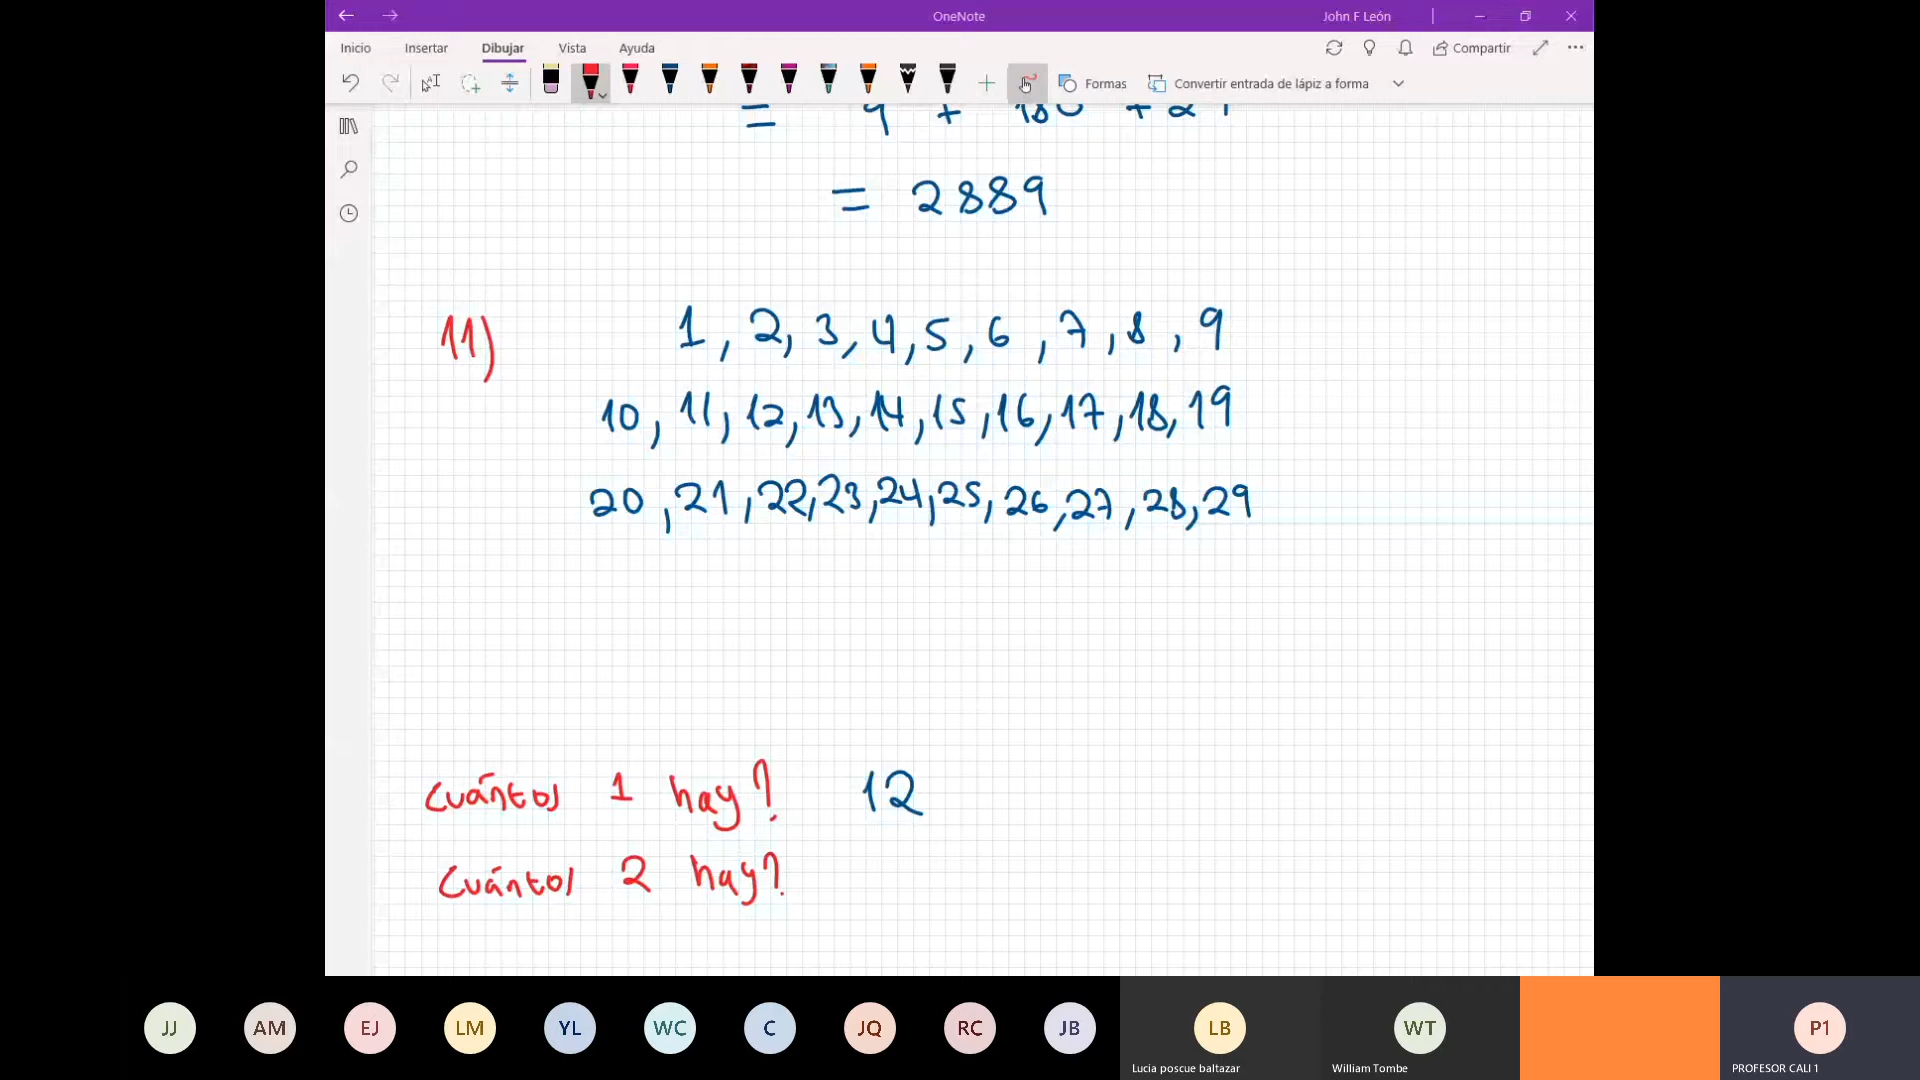 OneNote
John F León
Inicio Insertar Dibujar Vista Ayuda Compartir
Formas Convertir entrada de lápiz a forma
= 9 + 180 +
= 2889
11) 1, 2, 3, 4, 5, 6, 7, 8, 9
10, 11, 12, 13, 14, 15, 16, 17, 18, 19
20, 21, 22, 23, 24, 25, 26, 27, 28, 29
cuántos 1 hay? 12
cuántos 2 hay?
JJ AM EJ LM YL WC C JQ RC JB LB WT P1
Lucia poscue baltazar William Tombe PROFESOR CALI 1